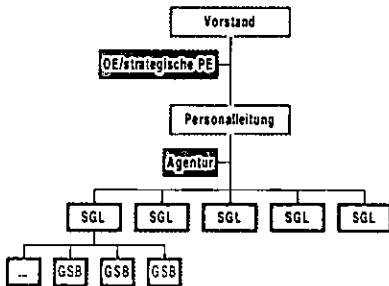 Vorstand
OE/strategische PE
Personalleitung
Agentur
SGL SGL SGL SGL SGL
... GSB GSB GSB